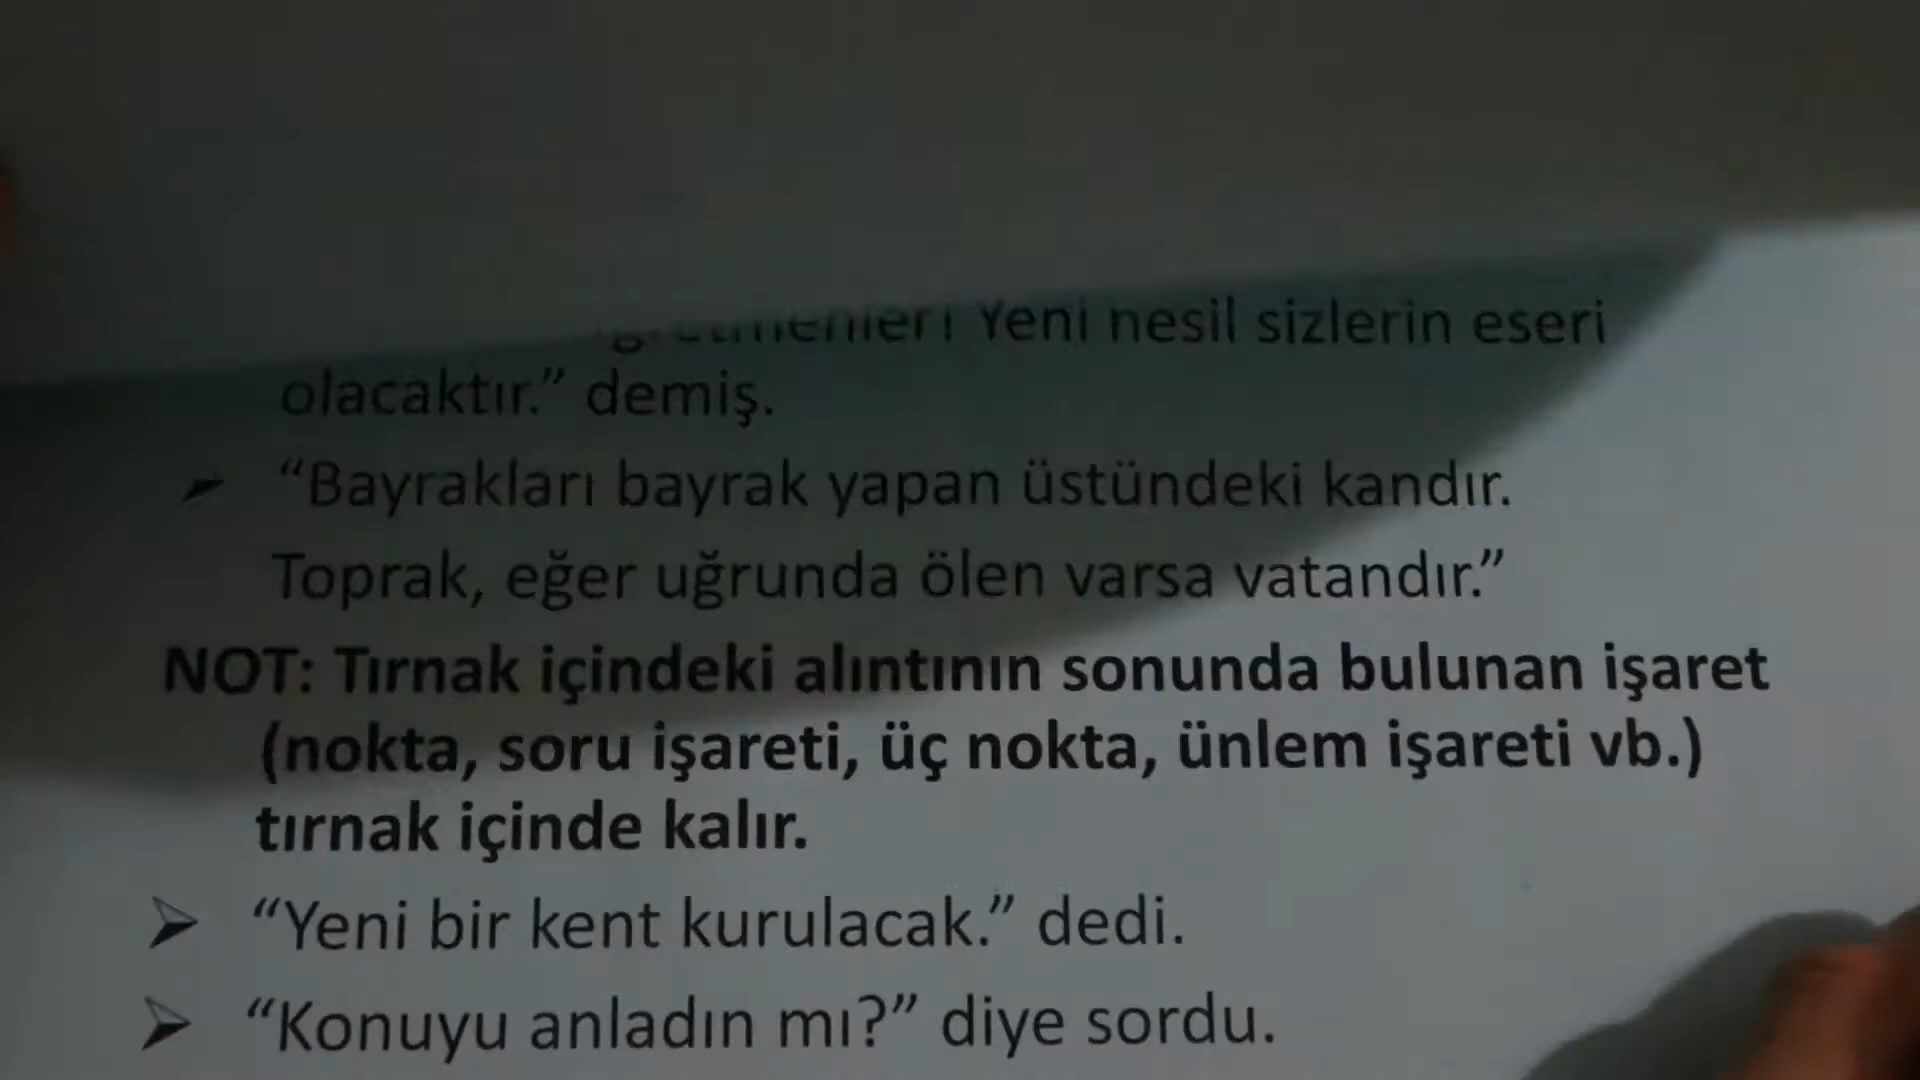 Yeni nesil sizlerin eseri
olacaktır.” demiş.
“Bayrakları bayrak yapan üstündeki kandır.
Toprak, eğer uğrunda ölen varsa vatandır.”
NOT: Tırnak içindeki alıntının sonunda bulunan işaret
(nokta, soru işareti, üç nokta, ünlem işareti vb.)
tırnak içinde kalır.
“Yeni bir kent kurulacak.” dedi.
“Konuyu anladın mı?” diye sordu.